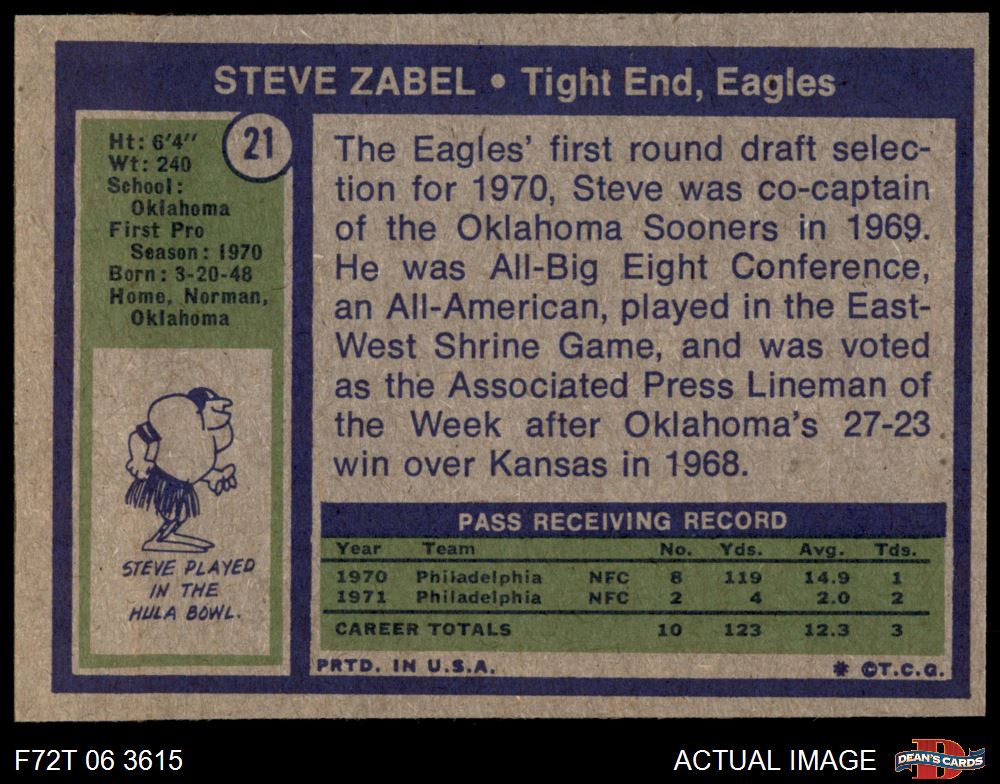 STEVE ZABEL • Tight End, Eagles
21
Ht: 6'4"
Wt: 240
School:
Oklahoma
First Pro
Season: 1970
Born: 3-20-48
Home, Norman,
Oklahoma
STEVE PLAYED
IN THE
HULA BOWL.
The Eagles' first round draft selec-
tion for 1970, Steve was co-captain
of the Oklahoma Sooners in 1969.
He was All-Big Eight Conference,
an All-American, played in the East-
West Shrine Game, and was voted
as the Associated Press Lineman of
the Week after Oklahoma's 27-23
win over Kansas in 1968.
PASS RECEIVING RECORD
Year Team No. Yds. Avg. Tds.
1970 Philadelphia NFC 8 119 14.9 1
1971 Philadelphia NFC 2 4 2.0 2
CAREER TOTALS 10 123 12.3 3
PRTD. IN U.S.A. * ©T.C.G.
F72T 06 3615 ACTUAL IMAGE
D
DEAN'S CARDS